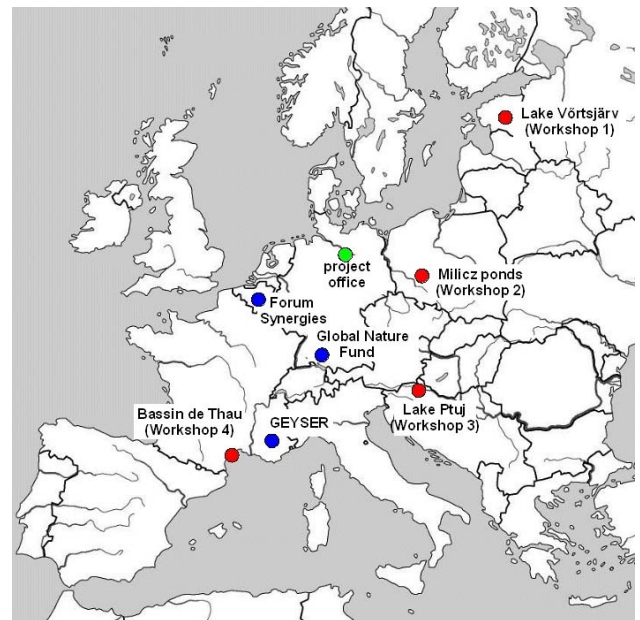 Lake Võrtsjärv
(Workshop 1)
project
office
Milicz ponds
(Workshop 2)
Forum
Synergies
Global Nature
Fund
Bassin de Thau
(Workshop 4)
GEYSER
Lake Ptuj
(Workshop 3)